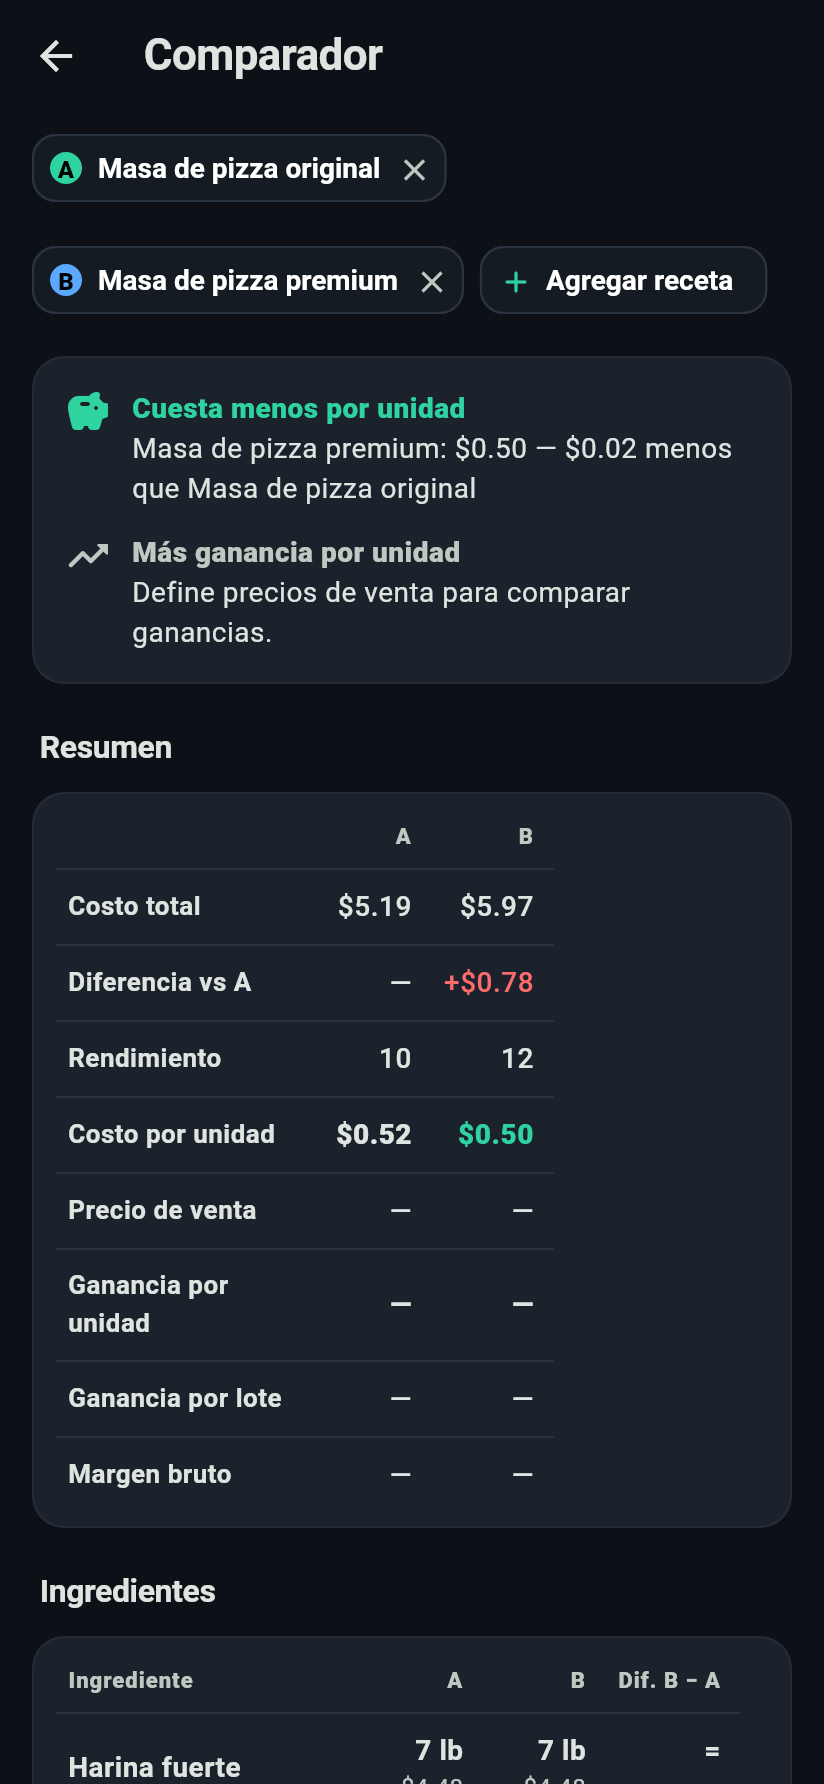 Comparador
A Masa de pizza original
B Masa de pizza premium
+ Agregar receta
Cuesta menos por unidad
Masa de pizza premium: $0.50 — $0.02 menos
que Masa de pizza original
Más ganancia por unidad
Define precios de venta para comparar
ganancias.
Resumen
A B
Costo total $5.19 $5.97
Diferencia vs A — +$0.78
Rendimiento 10 12
Costo por unidad $0.52 $0.50
Precio de venta — —
Ganancia por
unidad — —
Ganancia por lote — —
Margen bruto — —
Ingredientes
Ingrediente A B Dif. B − A
7 lb 7 lb =
Harina fuerte